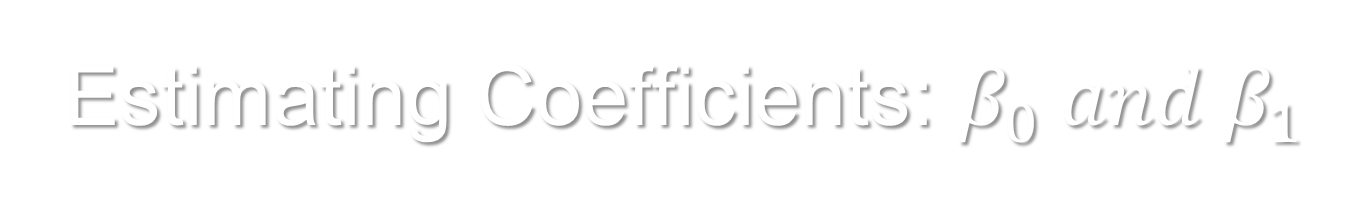 Estimating Coefficients: β₀ and β₁